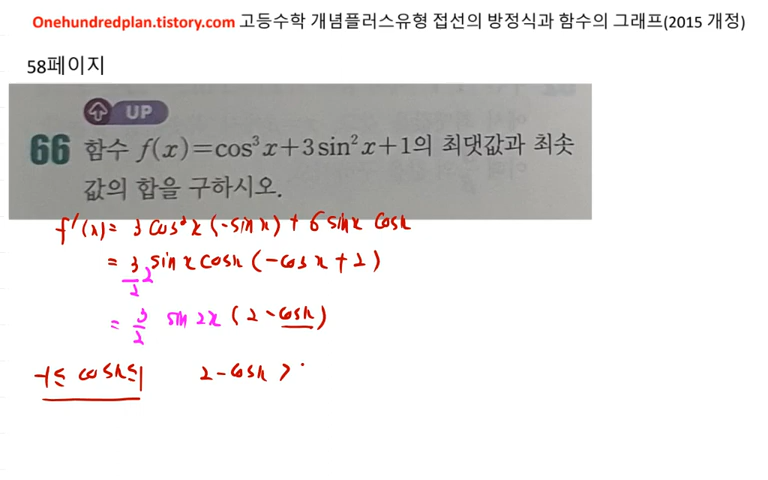 Onehundredplan.tistory.com 고등수학 개념플러스유형 접선의 방정식과 함수의 그래프(2015 개정)
58페이지
UP
66 함수 f(x)=cos³x+3sin²x+1의 최댓값과 최솟
값의 합을 구하시오.
f'(x)= 3cos²x(-sinx)+6sinx cosx
= 3/2 2 sinx cosx(-cosx+2)
= 3/2 sin2x(2-cosx)
-1≤cosx≤1 2-cosx>